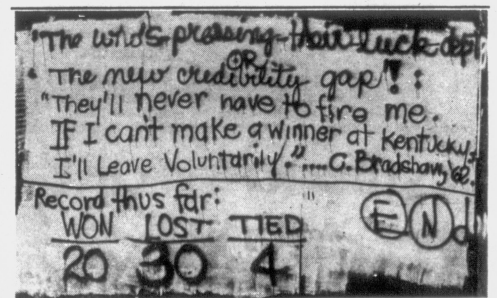 "The who's-pressing-their luck dept
OR
• The new credibility gap! :
"They'll never have to fire me.
IF I can't make a winner at Kentucky,
I'll Leave Voluntarily."....C. Bradshaw, '62.
Record thus far:
WON LOST TIED
20 30 4
E N d